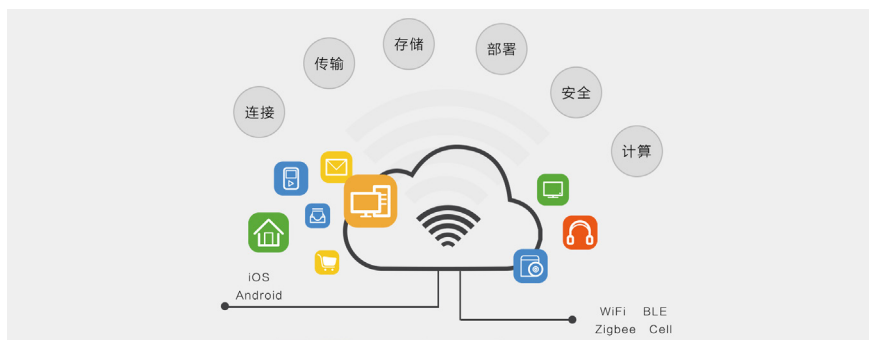 连接
传输
存储
部署
安全
计算
iOS
Android
WiFi BLE
Zigbee Cell